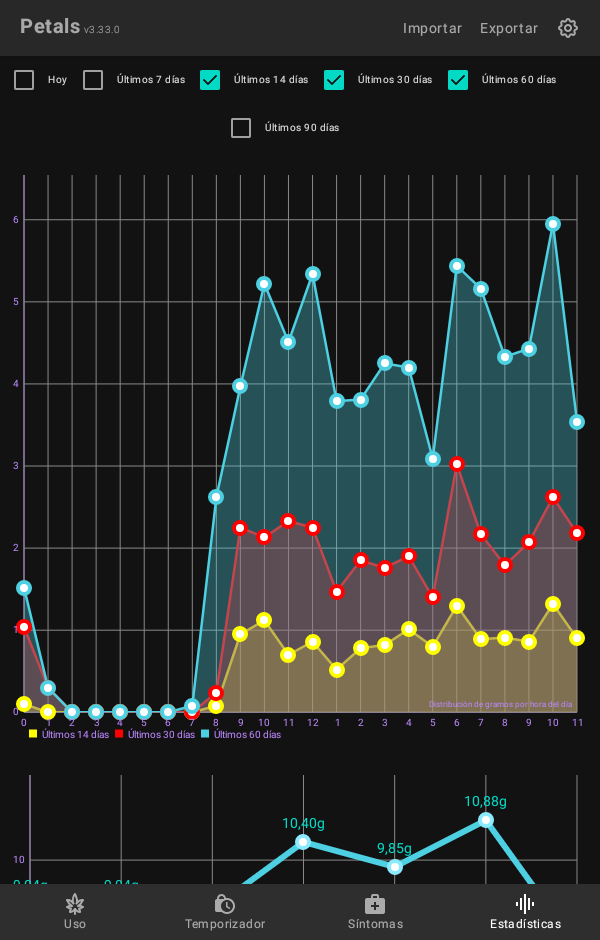 Petals v3.33.0 Importar Exportar
Hoy Últimos 7 días Últimos 14 días Últimos 30 días Últimos 60 días
Últimos 90 días
6
5
4
3
2
1
0
Distribución de gramos por hora del día
0 1 2 3 4 5 6 7 8 9 10 11 12 1 2 3 4 5 6 7 8 9 10 11
Últimos 14 días Últimos 30 días Últimos 60 días
10,88g
10,40g
9,85g
10
Uso Temporizador Síntomas Estadísticas